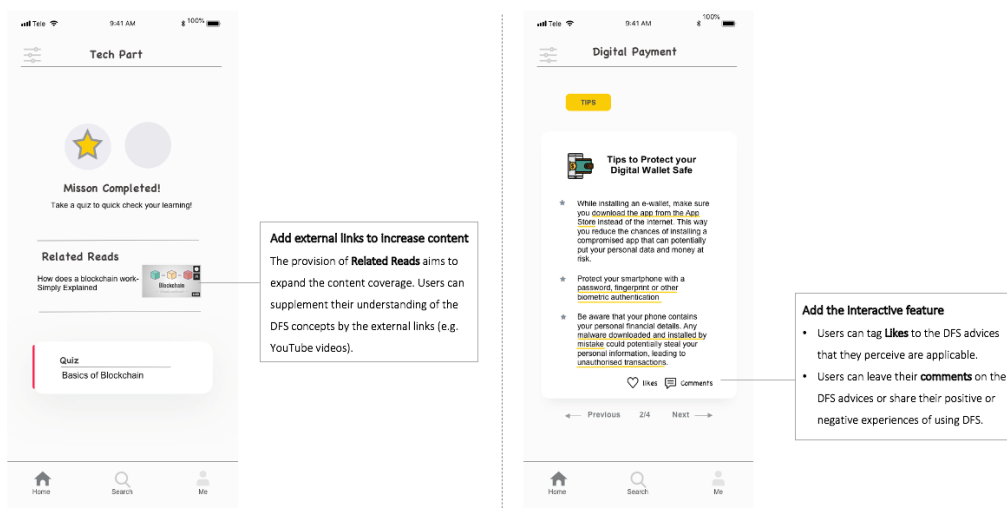 Tele 9:41 AM 100%
Tech Part
Misson Completed!
Take a quiz to quick check your learning!
Related Reads
How does a blockchain work-
Simply Explained
Blockchain
Quiz
Basics of Blockchain
Home Search Me
Add external links to increase content
The provision of Related Reads aims to
expand the content coverage. Users can
supplement their understanding of the
DFS concepts by the external links (e.g.
YouTube videos).
Tele 9:41 AM 100%
Digital Payment
TIPS
Tips to Protect your
Digital Wallet Safe
While installing an e-wallet, make sure
you download the app from the App
Store instead of the internet. This way
you reduce the chances of installing a
compromised app that can potentially
put your personal data and money at
risk.
Protect your smartphone with a
password, fingerprint or other
biometric authentication
Be aware that your phone contains
your personal financial details. Any
malware downloaded and installed by
mistake could potentially steal your
personal information, leading to
unauthorised transactions.
likes Comments
Previous 2/4 Next
Home Search Me
Add the interactive feature
• Users can tag Likes to the DFS advices
that they perceive are applicable.
• Users can leave their comments on the
DFS advices or share their positive or
negative experiences of using DFS.